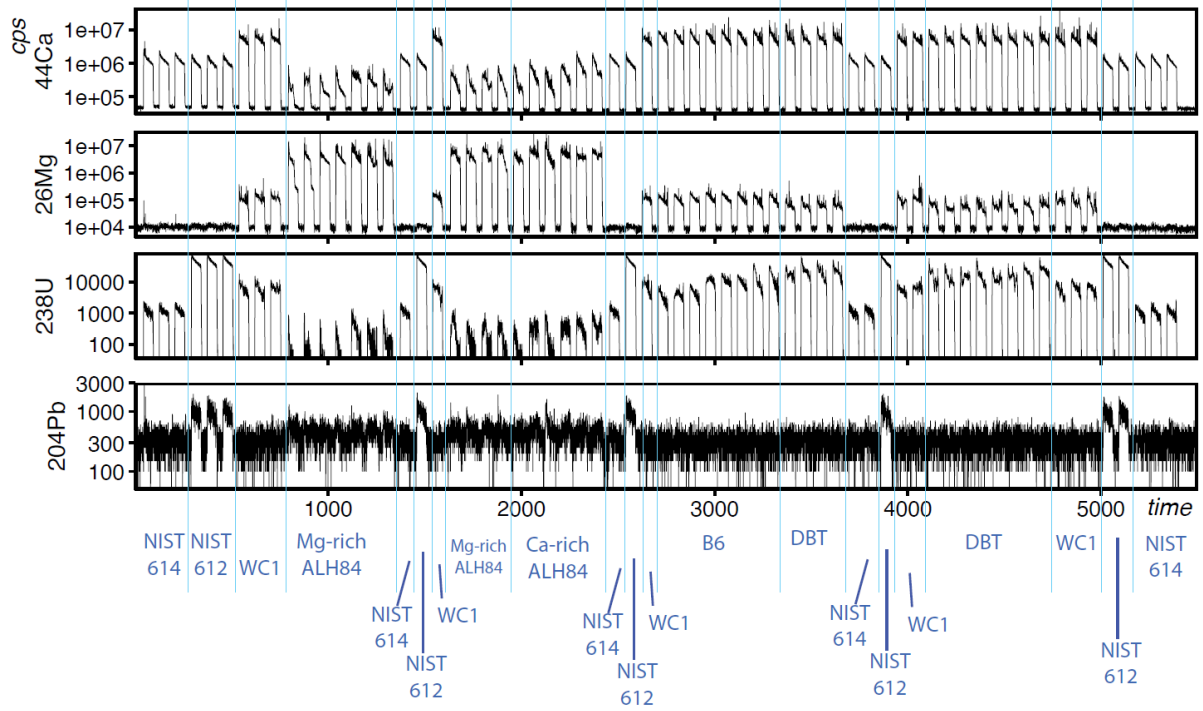 cps
44Ca
1e+07
1e+06
1e+05
26Mg
1e+07
1e+06
1e+05
1e+04
238U
10000
1000
100
204Pb
3000
1000
300
100
1000 2000 3000 4000 5000 time
NIST 614
NIST 612
WC1
Mg-rich ALH84
NIST 614
NIST 612
WC1
Mg-rich ALH84
Ca-rich ALH84
NIST 614
NIST 612
WC1
B6
DBT
NIST 614
NIST 612
WC1
DBT
WC1
NIST 612
NIST 614